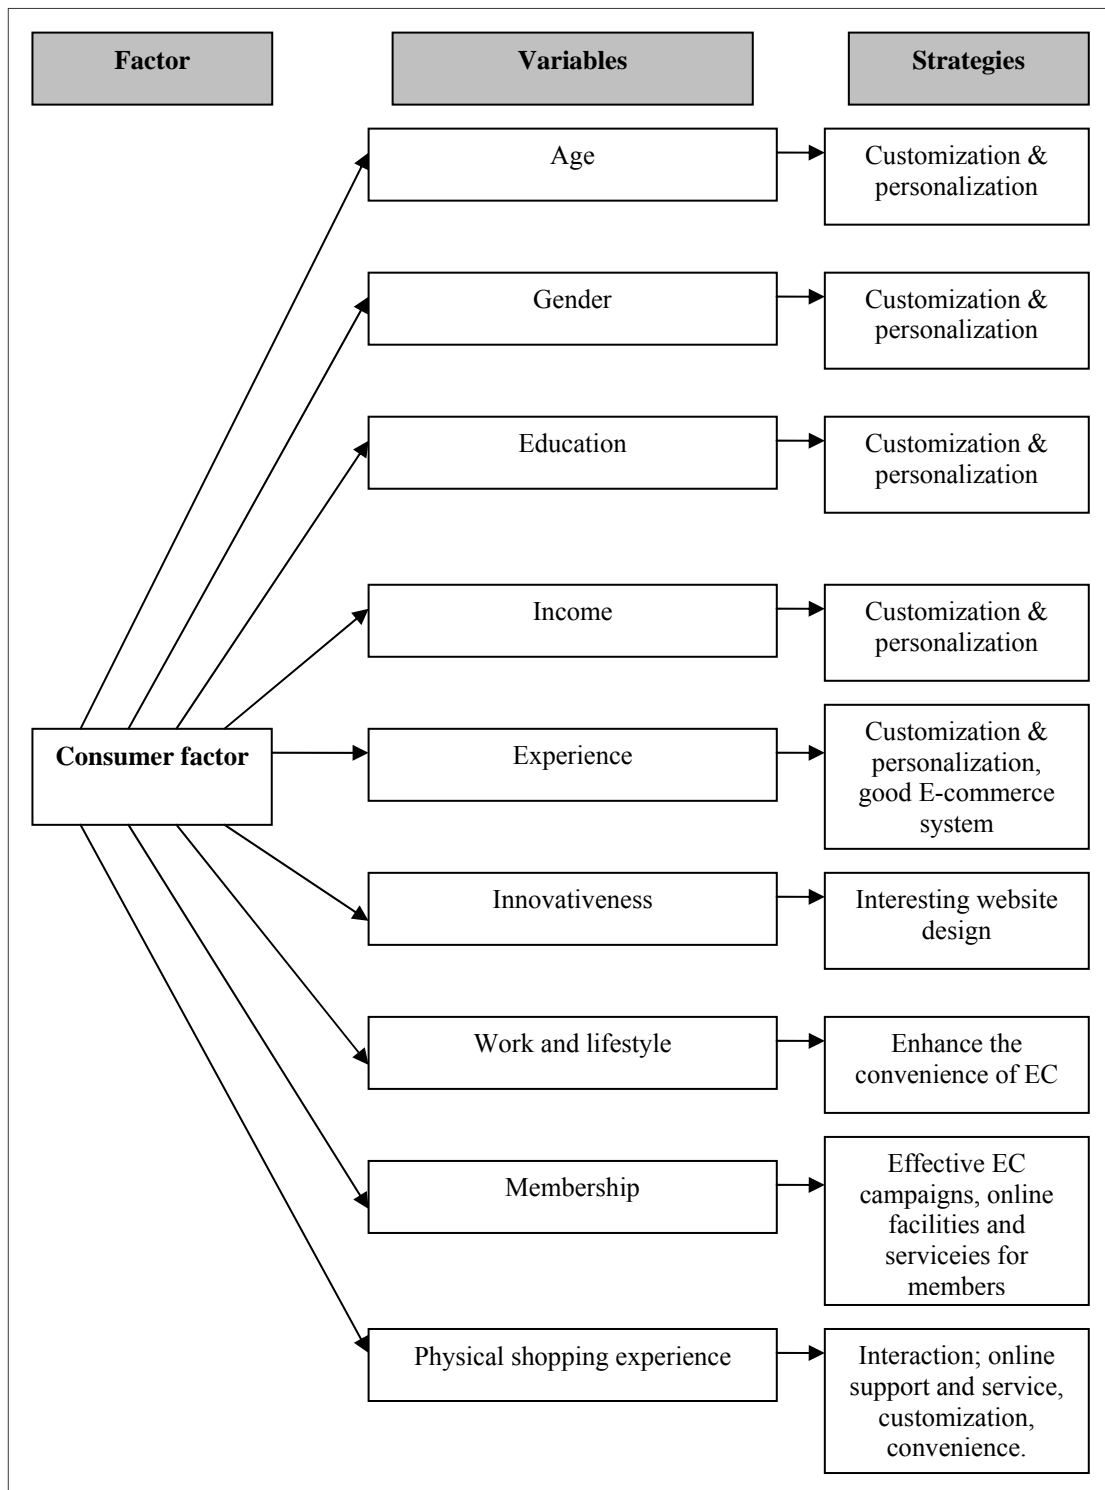 Factor
Variables
Strategies
Age
Customization &
personalization
Gender
Customization &
personalization
Education
Customization &
personalization
Income
Customization &
personalization
Consumer factor
Experience
Customization &
personalization,
good E-commerce
system
Innovativeness
Interesting website
design
Work and lifestyle
Enhance the
convenience of EC
Membership
Effective EC
campaigns, online
facilities and
serviceies for
members
Physical shopping experience
Interaction; online
support and service,
customization,
convenience.